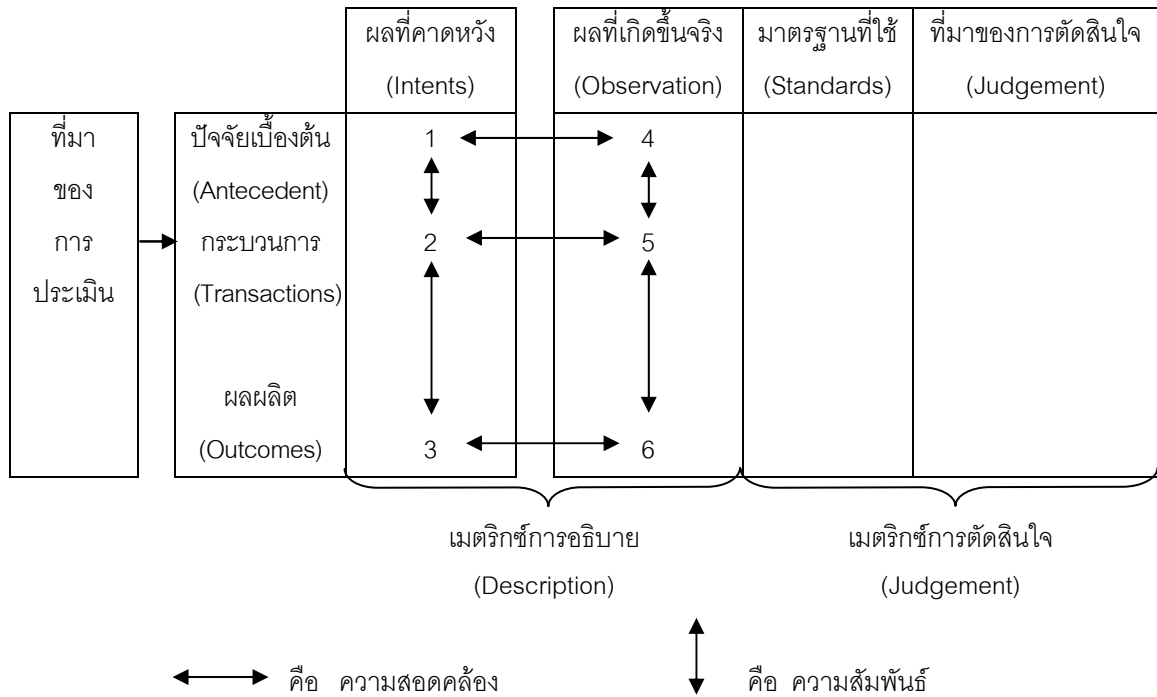 ผลที่คาดหวัง ผลที่เกิดขึ้นจริง มาตรฐานที่ใช้ ที่มาของการตัดสินใจ
(Intents) (Observation) (Standards) (Judgement)
ที่มา ปัจจัยเบื้องต้น 1 4
ของ (Antecedent)
การ กระบวนการ 2 5
ประเมิน (Transactions)
ผลผลิต
(Outcomes) 3 6
เมตริกซ์การอธิบาย เมตริกซ์การตัดสินใจ
(Description) (Judgement)
คือ ความสอดคล้อง คือ ความสัมพันธ์